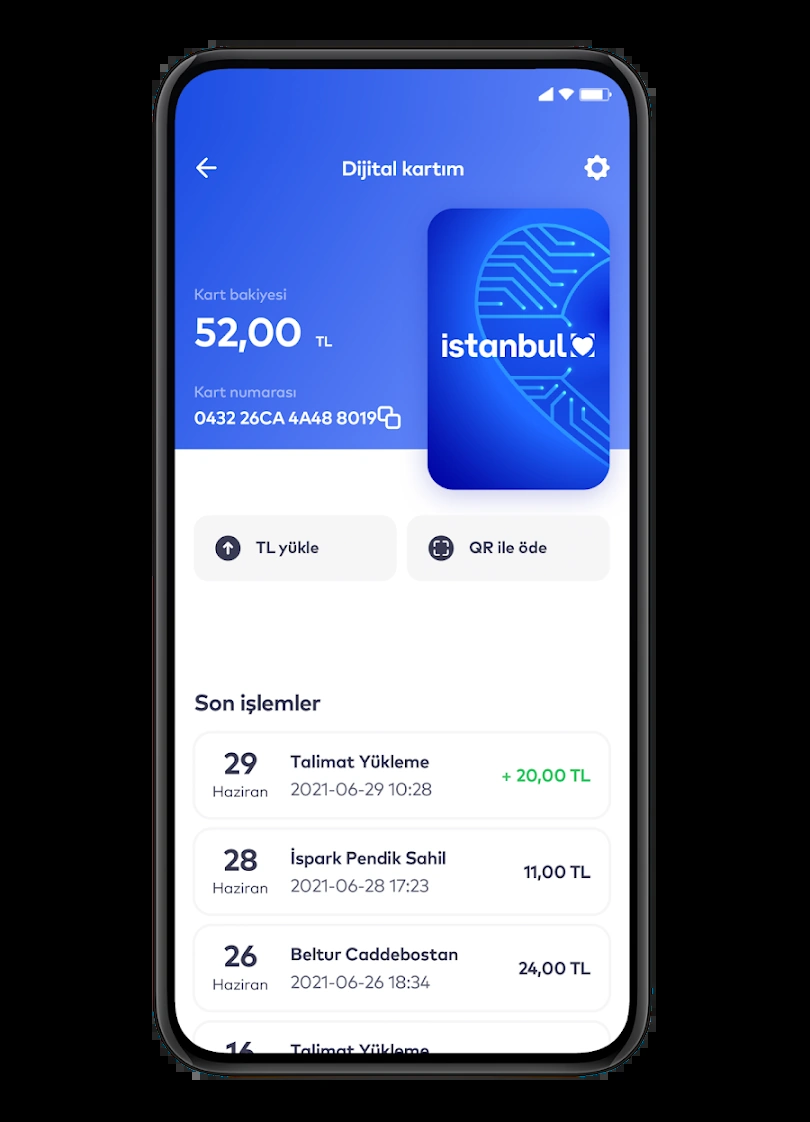 Dijital kartım
Kart bakiyesi
52,00 TL
Kart numarası
0432 26CA 4A48 8019
istanbul
TL yükle
QR ile öde
Son işlemler
29 Haziran
Talimat Yükleme
2021-06-29 10:28
+ 20,00 TL
28 Haziran
İspark Pendik Sahil
2021-06-28 17:23
11,00 TL
26 Haziran
Beltur Caddebostan
2021-06-26 18:34
24,00 TL
16
Talimat Yükleme